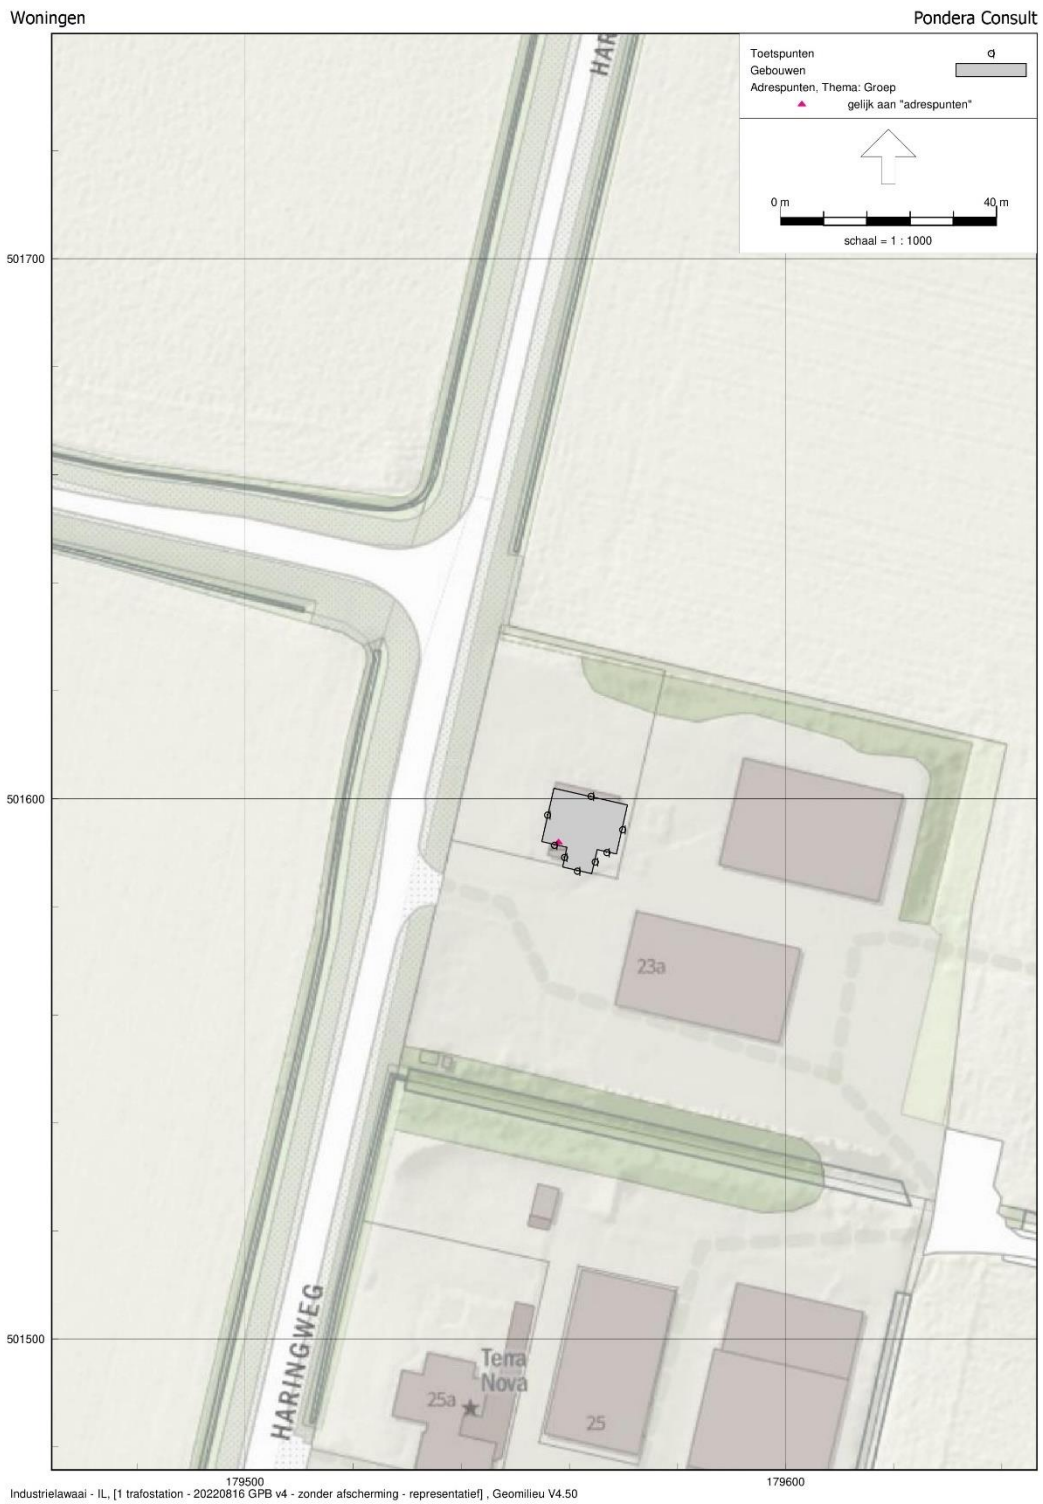 Woningen
Pondera Consult
HAR
Toetspunten
Gebouwen
Adrespunten, Thema: Groep
gelijk aan "adrespunten"
0 m
40 m
schaal = 1 : 1000
501700
501600
23a
501500
HARINGWEG
Terra
Nova
25a
25
179500
179600
Industrielawaai - IL, [1 trafostation - 20220816 GPB v4 - zonder afscherming - representatief] , Geomilieu V4.50